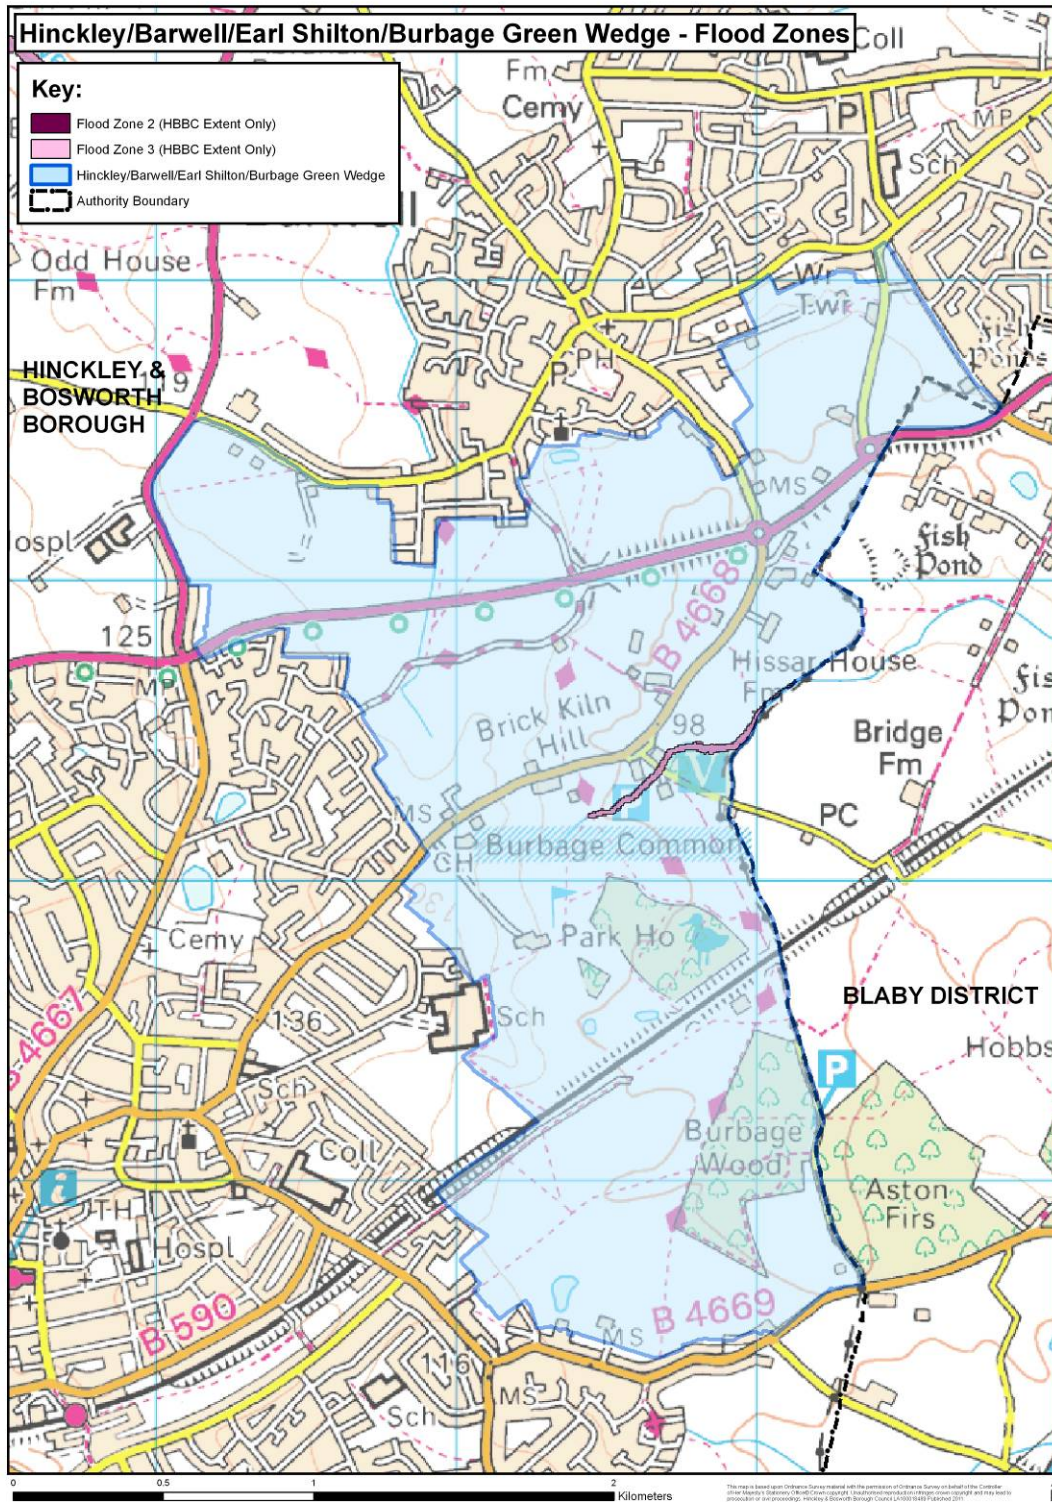 Hinckley/Barwell/Earl Shilton/Burbage Green Wedge - Flood Zones
Key:
Flood Zone 2 (HBBC Extent Only)
Flood Zone 3 (HBBC Extent Only)
Hinckley/Barwell/Earl Shilton/Burbage Green Wedge
Authority Boundary
Coll
Fm
Cemy
P
MP
Sch
Odd House
Fm
Wr
Twr
fish
Ponds
HINCKLEY &
BOSWORTH
BOROUGH
119
PH
P
MS
fish
Pond
ospl
125
B 4668
MP
Hissar House
Fm
Brick Kiln
Hill
98
Bridge
Fm
V
P
PC
MS
Burbage Common
CH
Park Ho
Cemy
BLABY DISTRICT
B 4667
136
Sch
Hobbs
P
Sch
Coll
Burbage
Wood
Aston
Firs
i
TH
Hospl
B 590
B 4669
MS
116
MS
Sch
0
0.5
1
2
Kilometers